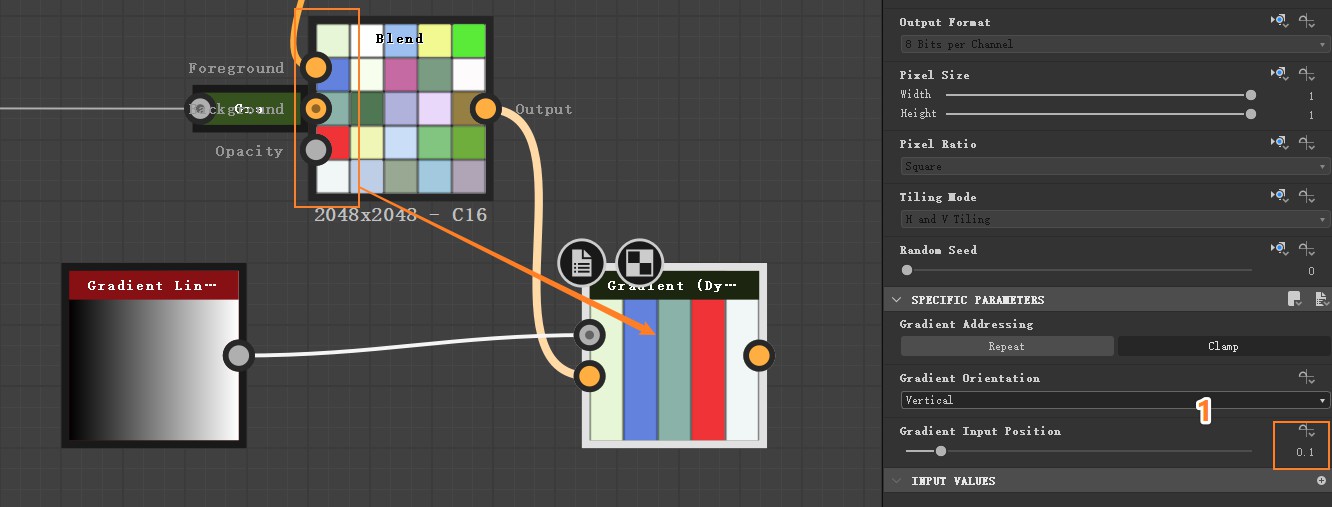 Blend
Foreground
Background
Opacity
Output
2048x2048 - C16
Gradient Lin…
Gradient (Dy…
Output Format
8 Bits per Channel
Pixel Size
Width 1
Height 1
Pixel Ratio
Square
Tiling Mode
H and V Tiling
Random Seed
0
SPECIFIC PARAMETERS
Gradient Addressing
Repeat Clamp
Gradient Orientation
Vertical
1
Gradient Input Position
0.1
INPUT VALUES